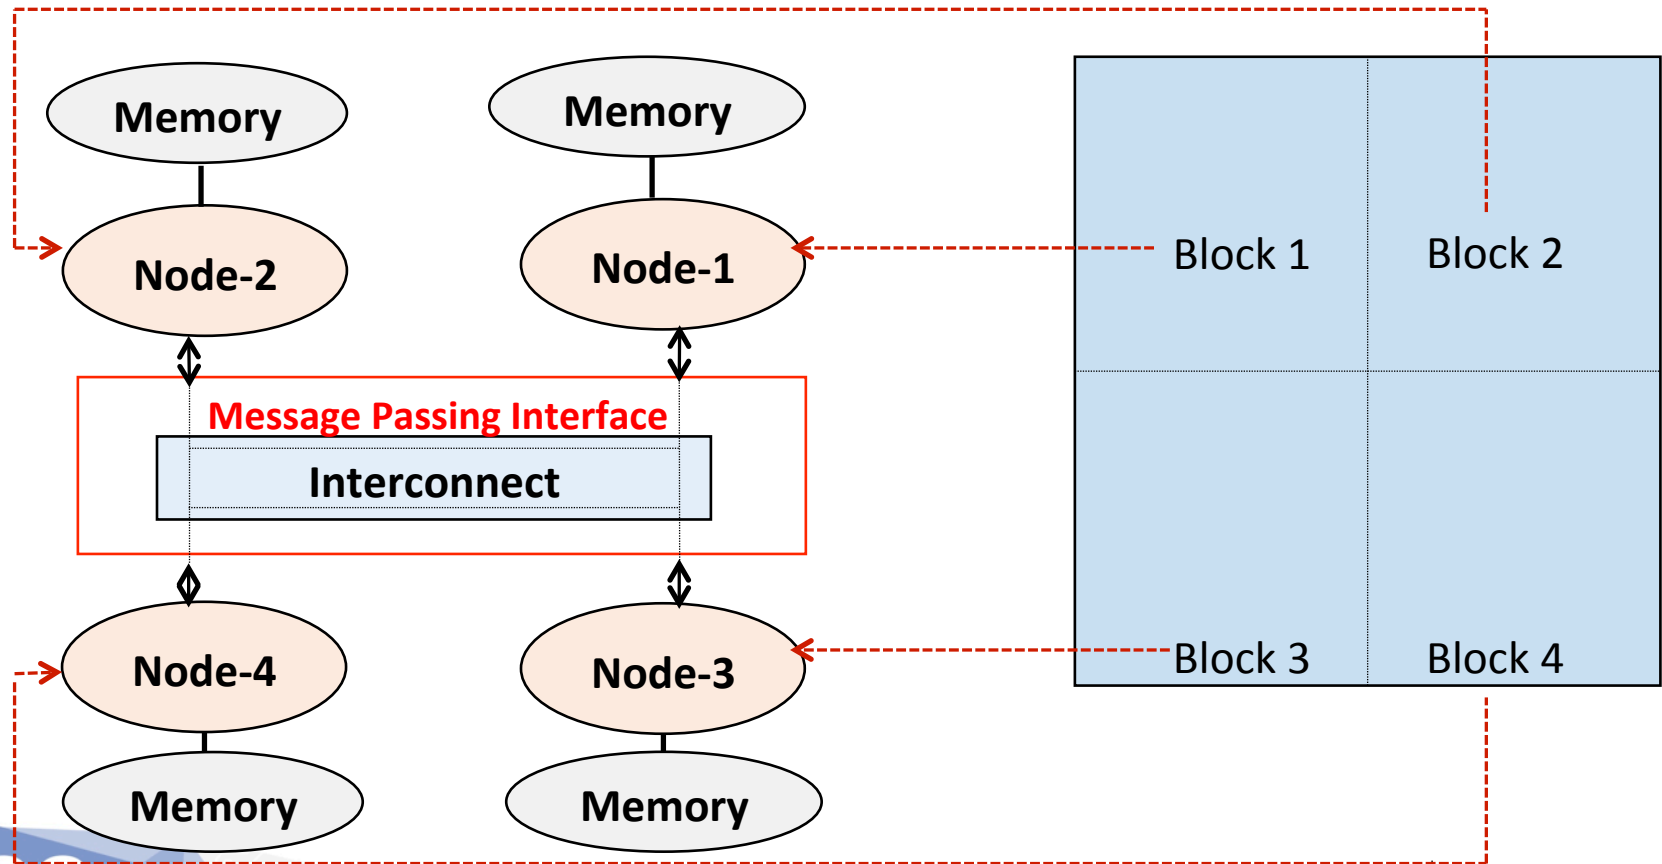 Memory
Memory
Node-2
Node-1
Block 1
Block 2
Message Passing Interface
Interconnect
Node-4
Node-3
Block 3
Block 4
Memory
Memory